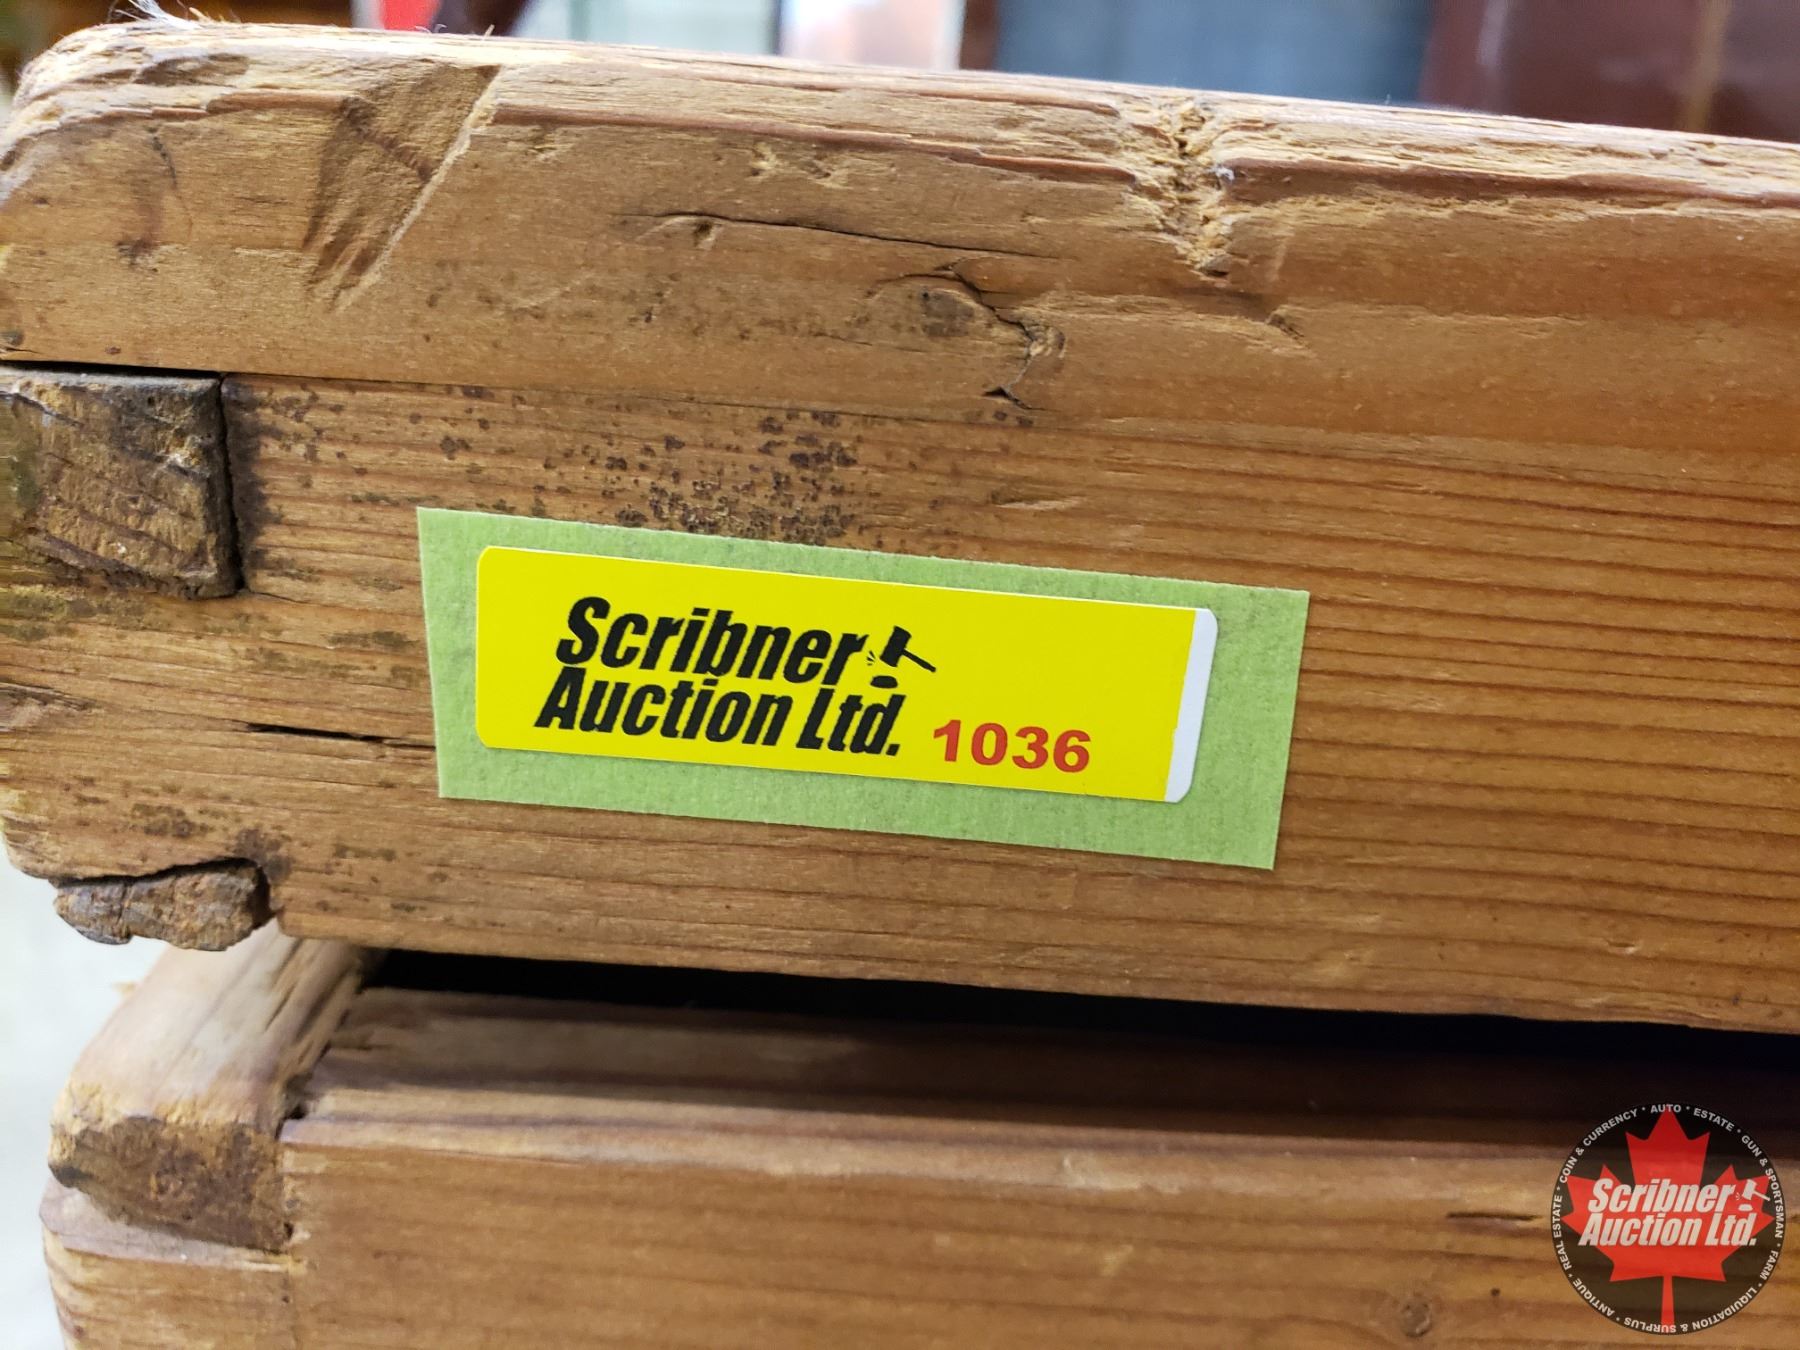 Scribner
Auction Ltd. 1036
COIN & CURRENCY • AUTO • ESTATE • GUN & SPORTSMAN • FARM • LIQUIDATION & SURPLUS • ANTIQUE • REAL ESTATE •
Scribner
Auction Ltd.